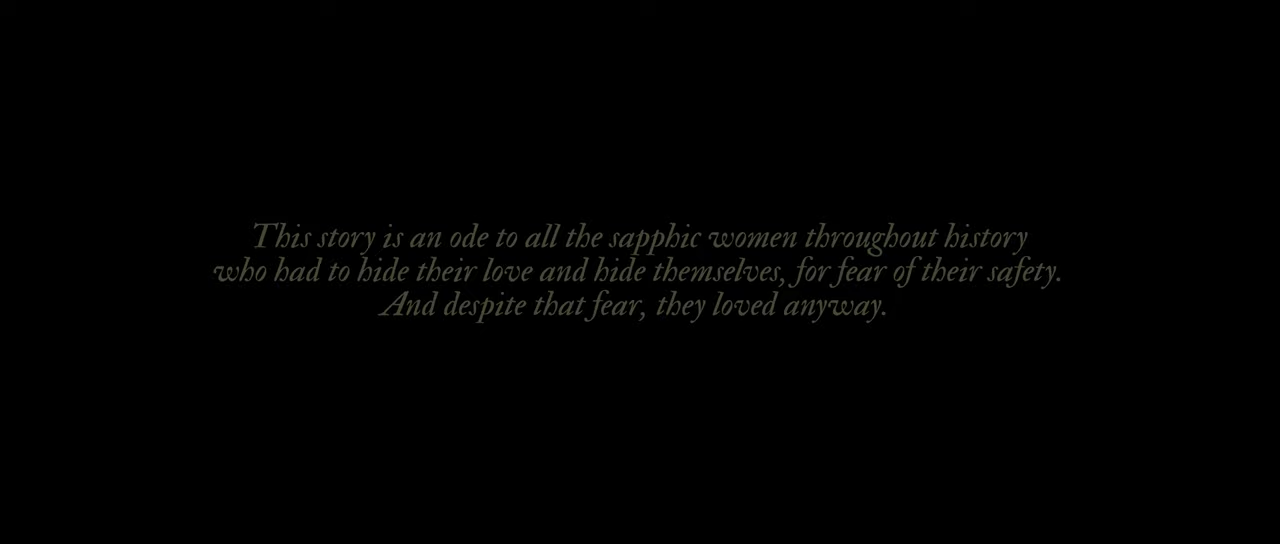 This story is an ode to all the sapphic women throughout history
who had to hide their love and hide themselves, for fear of their safety.
And despite that fear, they loved anyway.